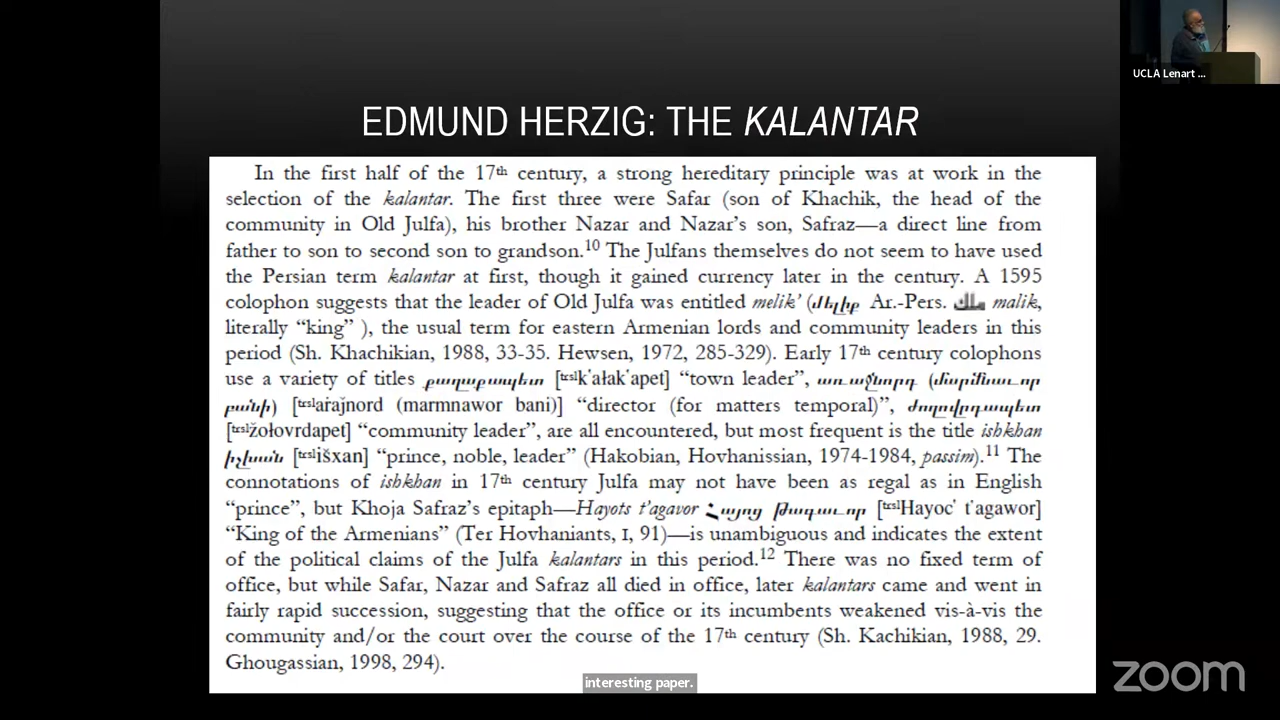 UCLA Lenart ...
EDMUND HERZIG: THE KALANTAR
In the first half of the 17th century, a strong hereditary principle was at work in the
selection of the kalantar. The first three were Safar (son of Khachik, the head of the
community in Old Julfa), his brother Nazar and Nazar's son, Safraz—a direct line from
father to son to second son to grandson.10 The Julfans themselves do not seem to have used
the Persian term kalantar at first, though it gained currency later in the century. A 1595
colophon suggests that the leader of Old Julfa was entitled melik' (մելիք Ar.-Pers. ملك malik,
literally "king" ), the usual term for eastern Armenian lords and community leaders in this
period (Sh. Khachikian, 1988, 33-35. Hewsen, 1972, 285-329). Early 17th century colophons
use a variety of titles քաղաքապետ [trslk'ałak'apet] "town leader", առաջնորդ (մարմնաւոր
բանի) [trslaṙajnord (marmnawor bani)] "director (for matters temporal)", ժողովրդապետ
[trslžołovrdapet] "community leader", are all encountered, but most frequent is the title ishkhan
իշխան [trslišxan] "prince, noble, leader" (Hakobian, Hovhanissian, 1974-1984, passim).11 The
connotations of ishkhan in 17th century Julfa may not have been as regal as in English
"prince", but Khoja Safraz's epitaph—Hayots t'agavor Հայոց թագաւոր [trslHayoc' t'agawor]
"King of the Armenians" (Ter Hovhaniants, I, 91)—is unambiguous and indicates the extent
of the political claims of the Julfa kalantars in this period.12 There was no fixed term of
office, but while Safar, Nazar and Safraz all died in office, later kalantars came and went in
fairly rapid succession, suggesting that the office or its incumbents weakened vis-à-vis the
community and/or the court over the course of the 17th century (Sh. Kachikian, 1988, 29.
Ghougassian, 1998, 294).
interesting paper.
zoom